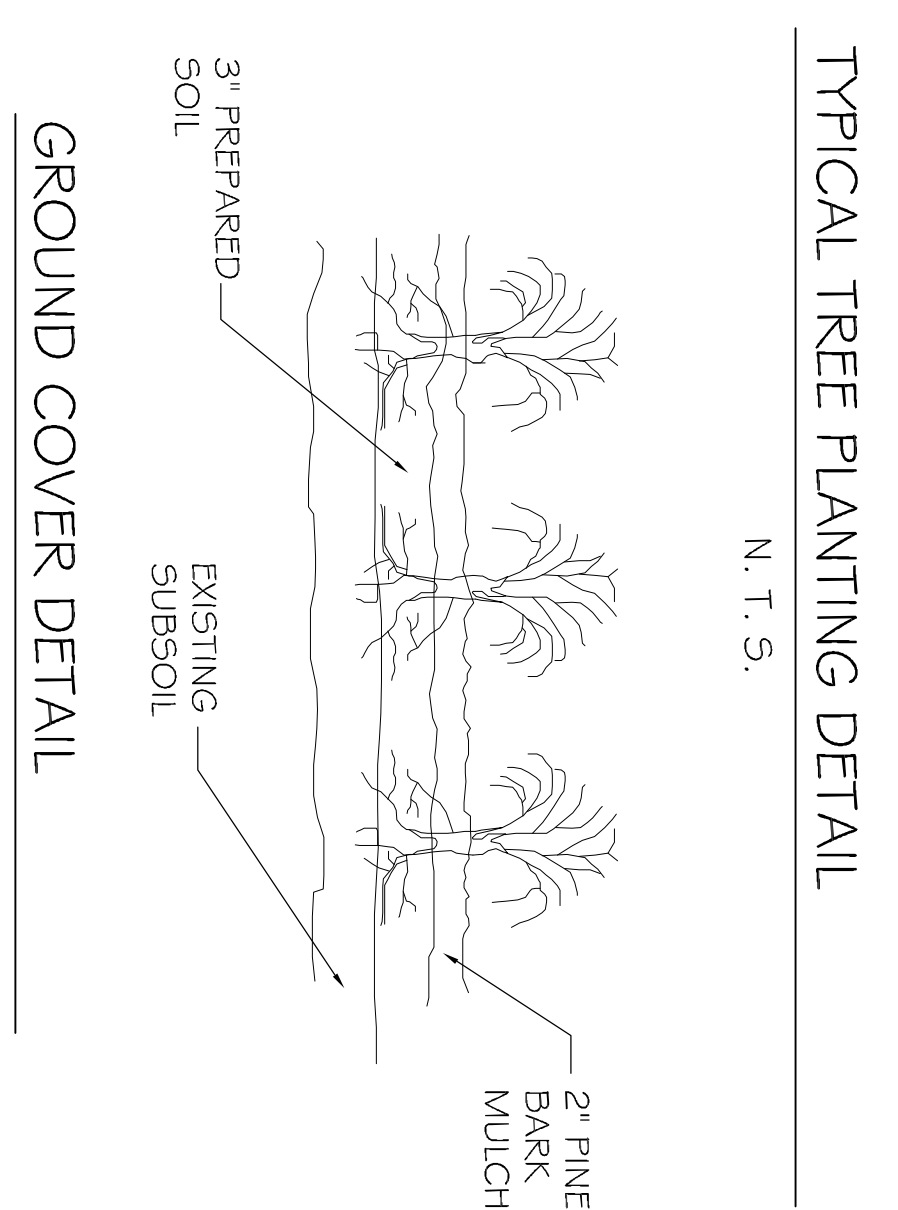 TYPICAL TREE PLANTING DETAIL
N. T. S.
2" PINE
BARK
MULCH
3" PREPARED
SOIL
EXISTING
SUBSOIL
GROUND COVER DETAIL